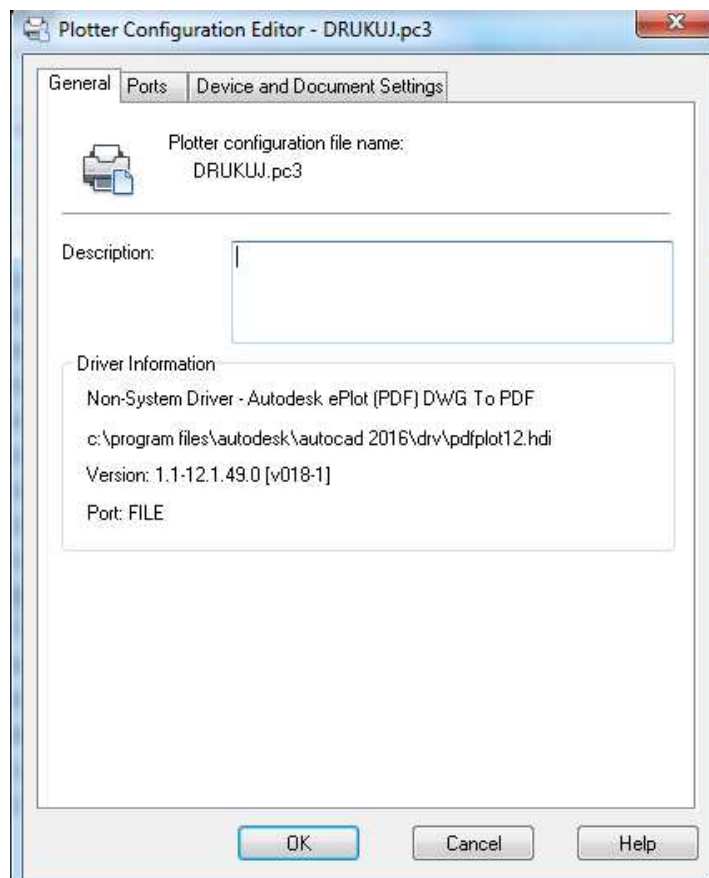 Plotter Configuration Editor - DRUKUJ.pc3
General Ports Device and Document Settings
Plotter configuration file name:
DRUKUJ.pc3
Description:
Driver Information
Non-System Driver - Autodesk ePlot (PDF) DWG To PDF
c:\program files\autodesk\autocad 2016\drv\pdfplot12.hdi
Version: 1.1-12.1.49.0 [v018-1]
Port: FILE
OK Cancel Help